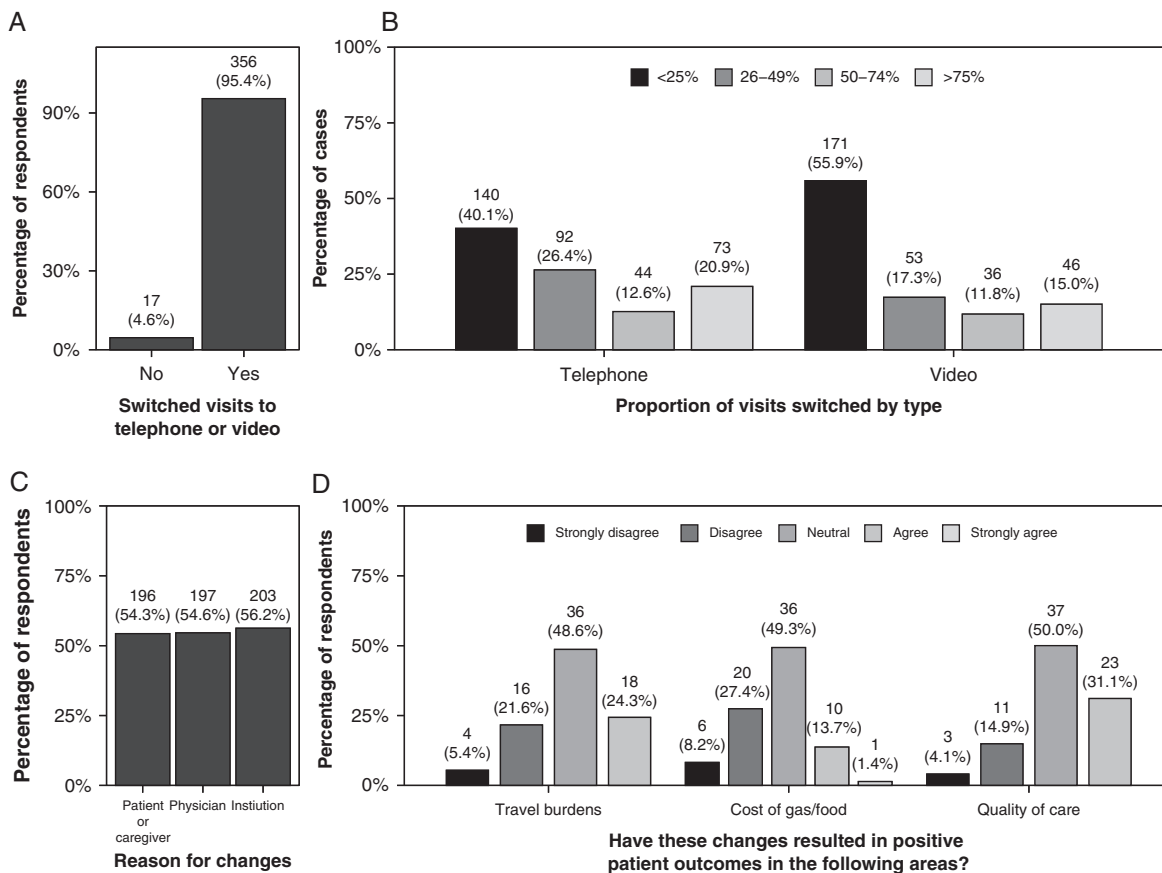 A
Percentage of respondents
90%
60%
30%
0%
356
(95.4%)
17
(4.6%)
No
Yes
Switched visits to
telephone or video
B
Percentage of cases
100%
75%
50%
25%
0%
<25%
26–49%
50–74%
>75%
140
(40.1%)
92
(26.4%)
44
(12.6%)
73
(20.9%)
171
(55.9%)
53
(17.3%)
36
(11.8%)
46
(15.0%)
Telephone
Video
Proportion of visits switched by type
C
Percentage of respondents
100%
75%
50%
25%
0%
196
(54.3%)
197
(54.6%)
203
(56.2%)
Patient
or
caregiver
Physician
Instiution
Reason for changes
D
Percentage of respondents
100%
75%
50%
25%
0%
Strongly disagree
Disagree
Neutral
Agree
Strongly agree
4
(5.4%)
16
(21.6%)
36
(48.6%)
18
(24.3%)
6
(8.2%)
20
(27.4%)
36
(49.3%)
10
(13.7%)
1
(1.4%)
3
(4.1%)
11
(14.9%)
37
(50.0%)
23
(31.1%)
Travel burdens
Cost of gas/food
Quality of care
Have these changes resulted in positive
patient outcomes in the following areas?